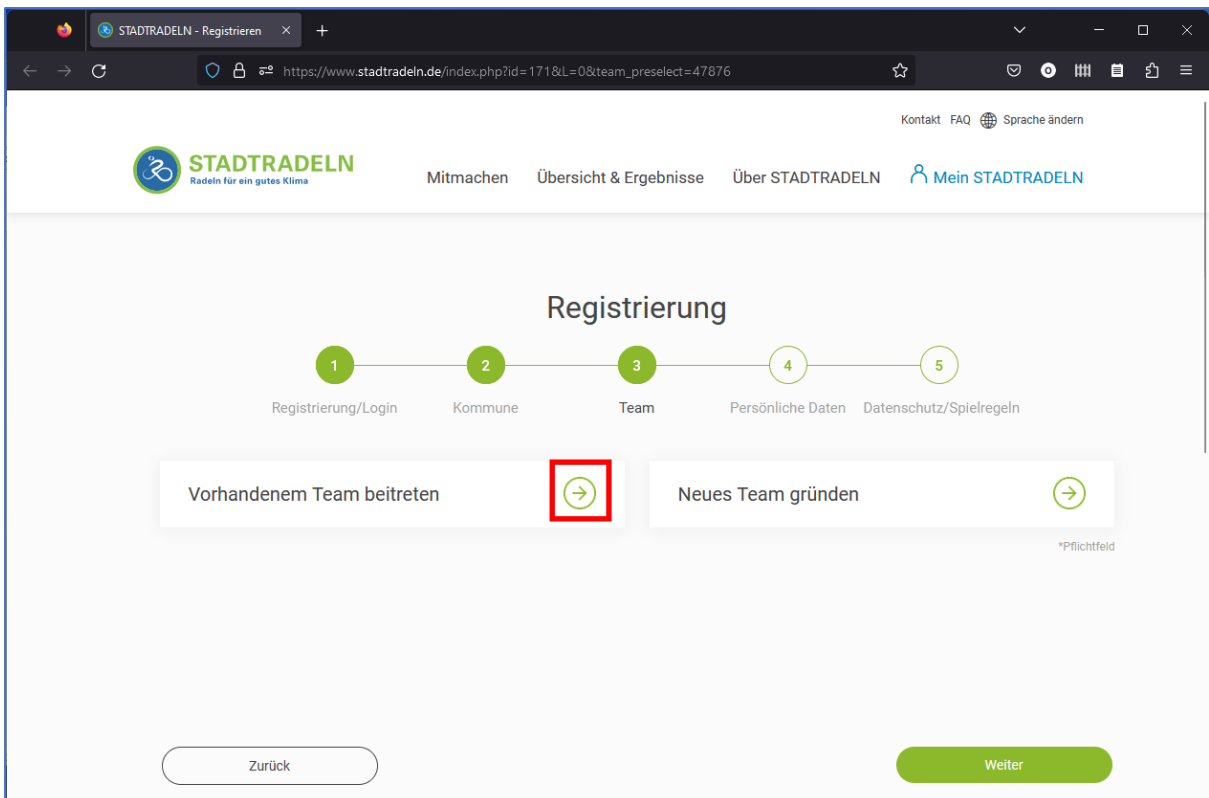 STADTRADELN - Registrieren
https://www.stadtradeln.de/index.php?id=171&L=0&team_preselect=47876
Kontakt FAQ Sprache ändern
STADTRADELN
Radeln für ein gutes Klima
Mitmachen Übersicht & Ergebnisse Über STADTRADELN Mein STADTRADELN
Registrierung
1 2 3 4 5
Registrierung/Login Kommune Team Persönliche Daten Datenschutz/Spielregeln
Vorhandenem Team beitreten Neues Team gründen
*Pflichtfeld
Zurück Weiter